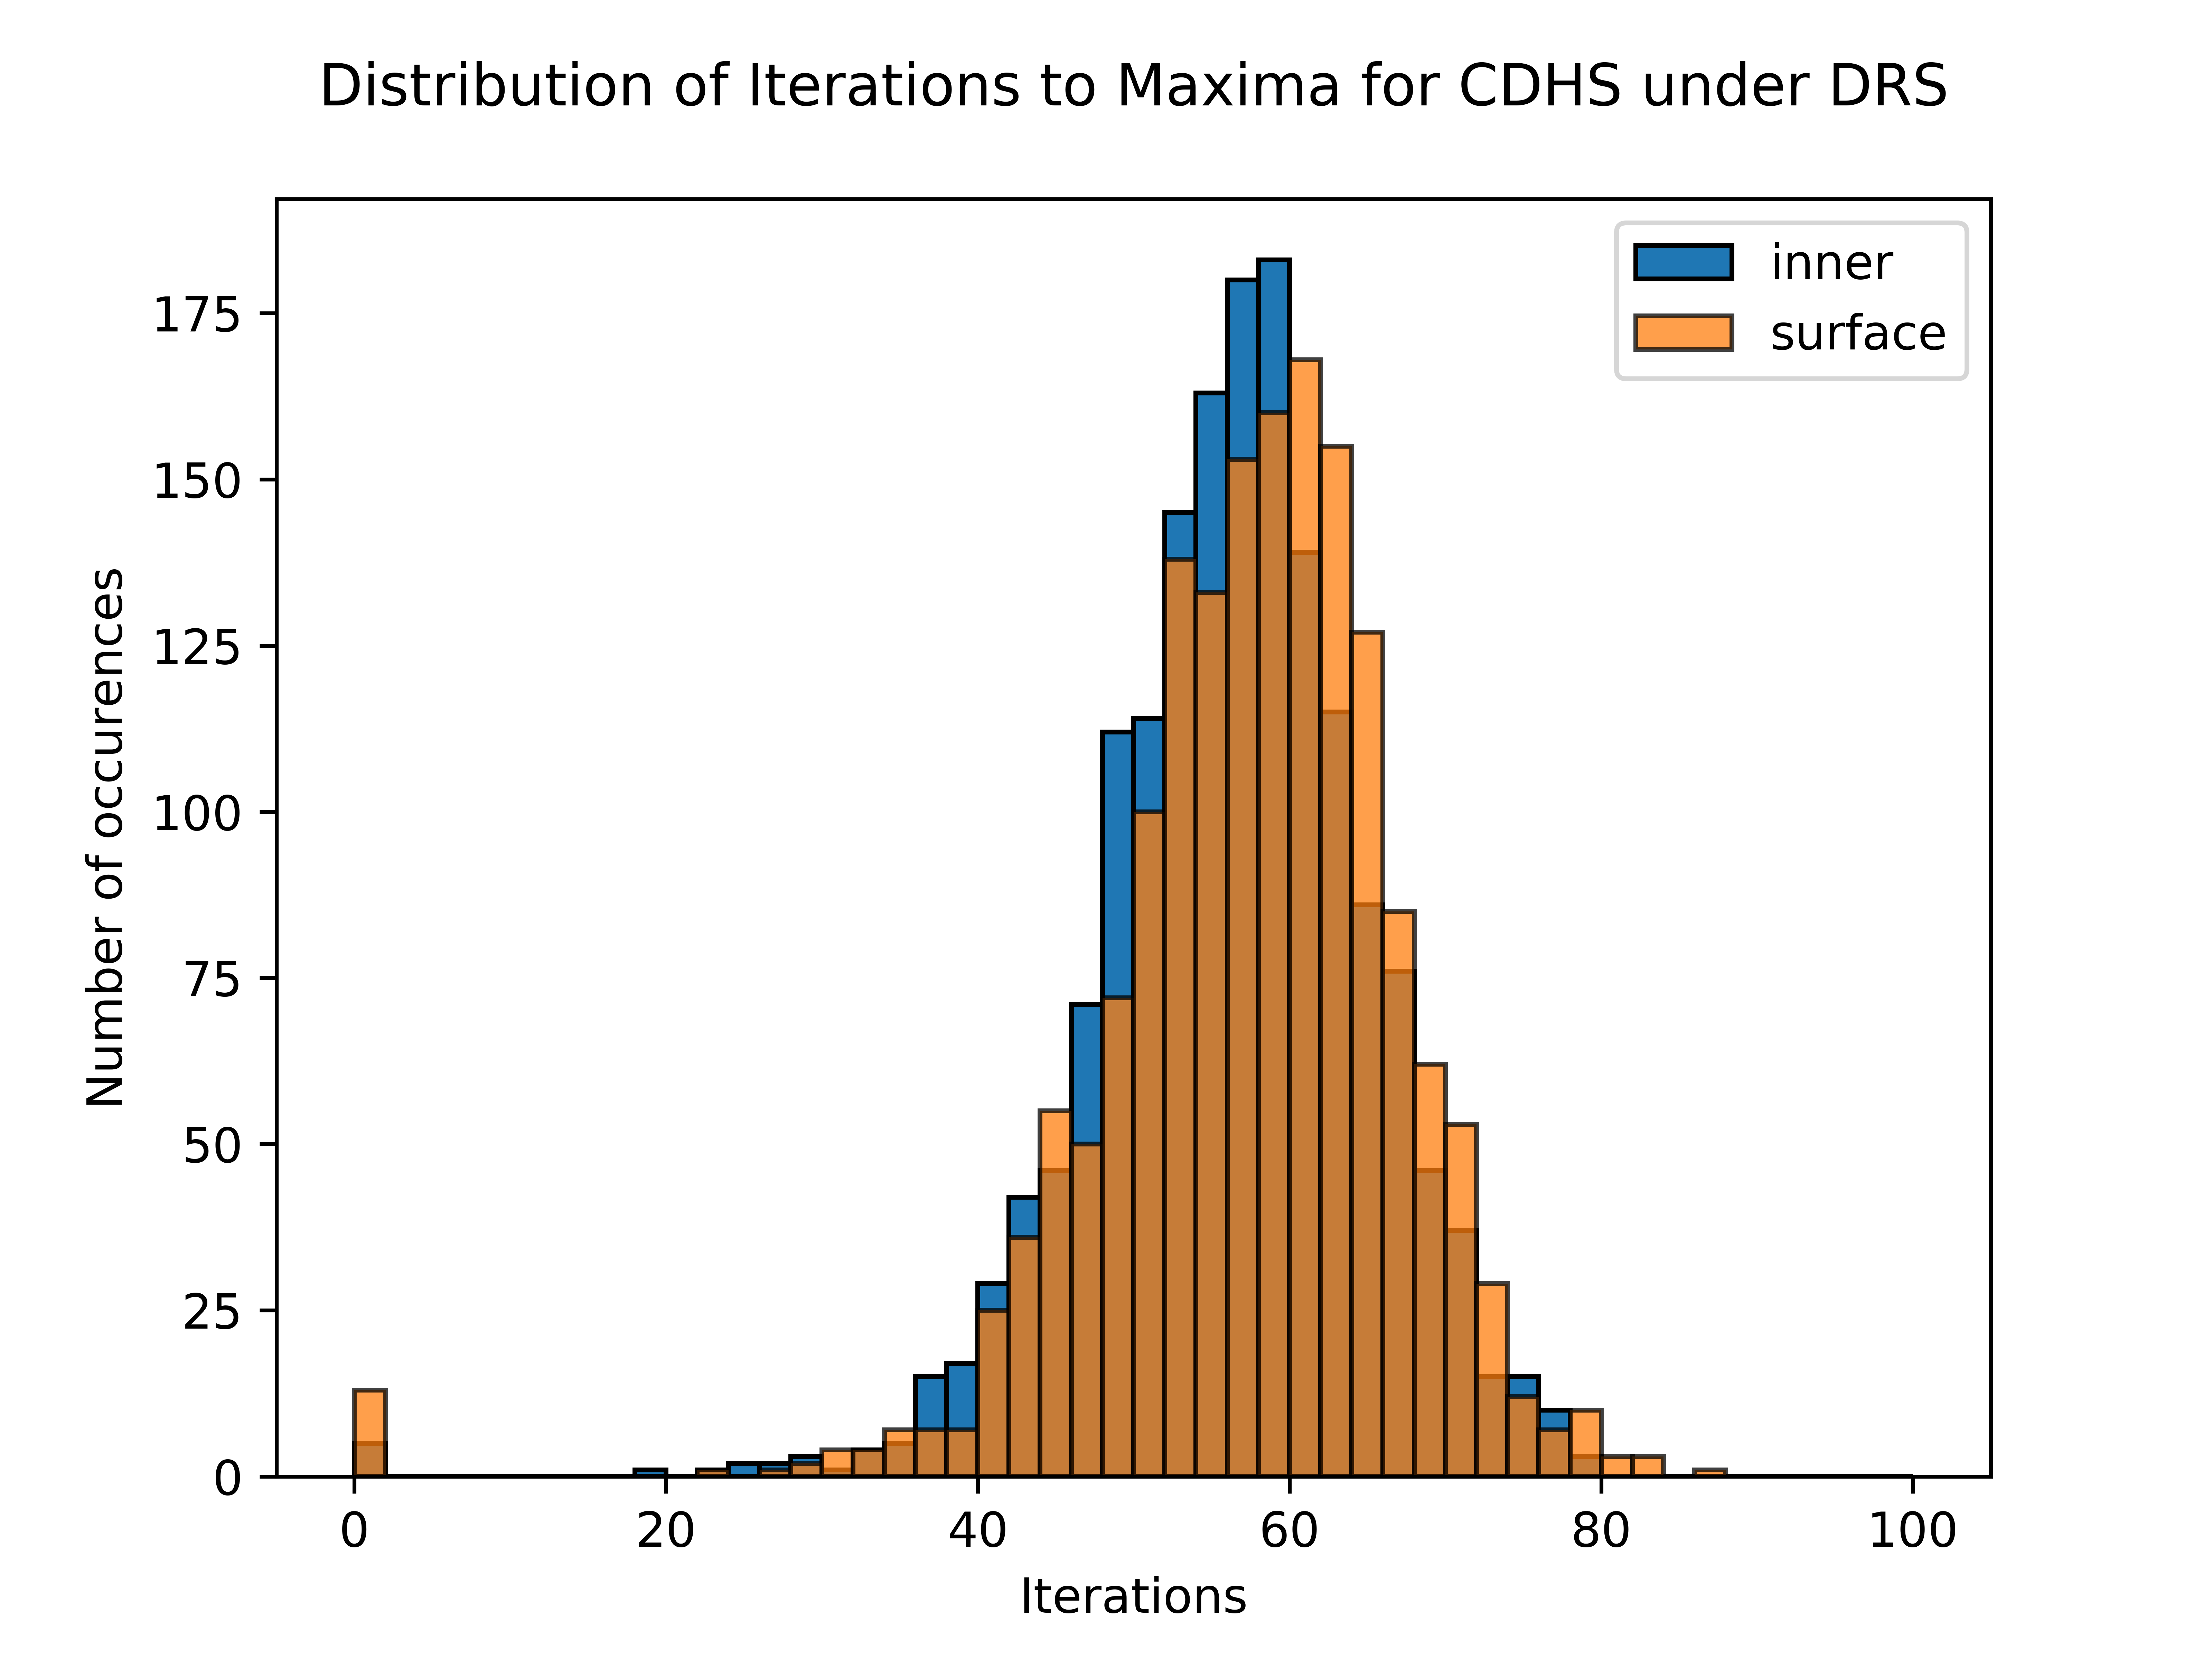 Distribution of Iterations to Maxima for CDHS under DRS
inner
surface
175
150
125
100
75
50
25
0
Number of occurences
0 20 40 60 80 100
Iterations